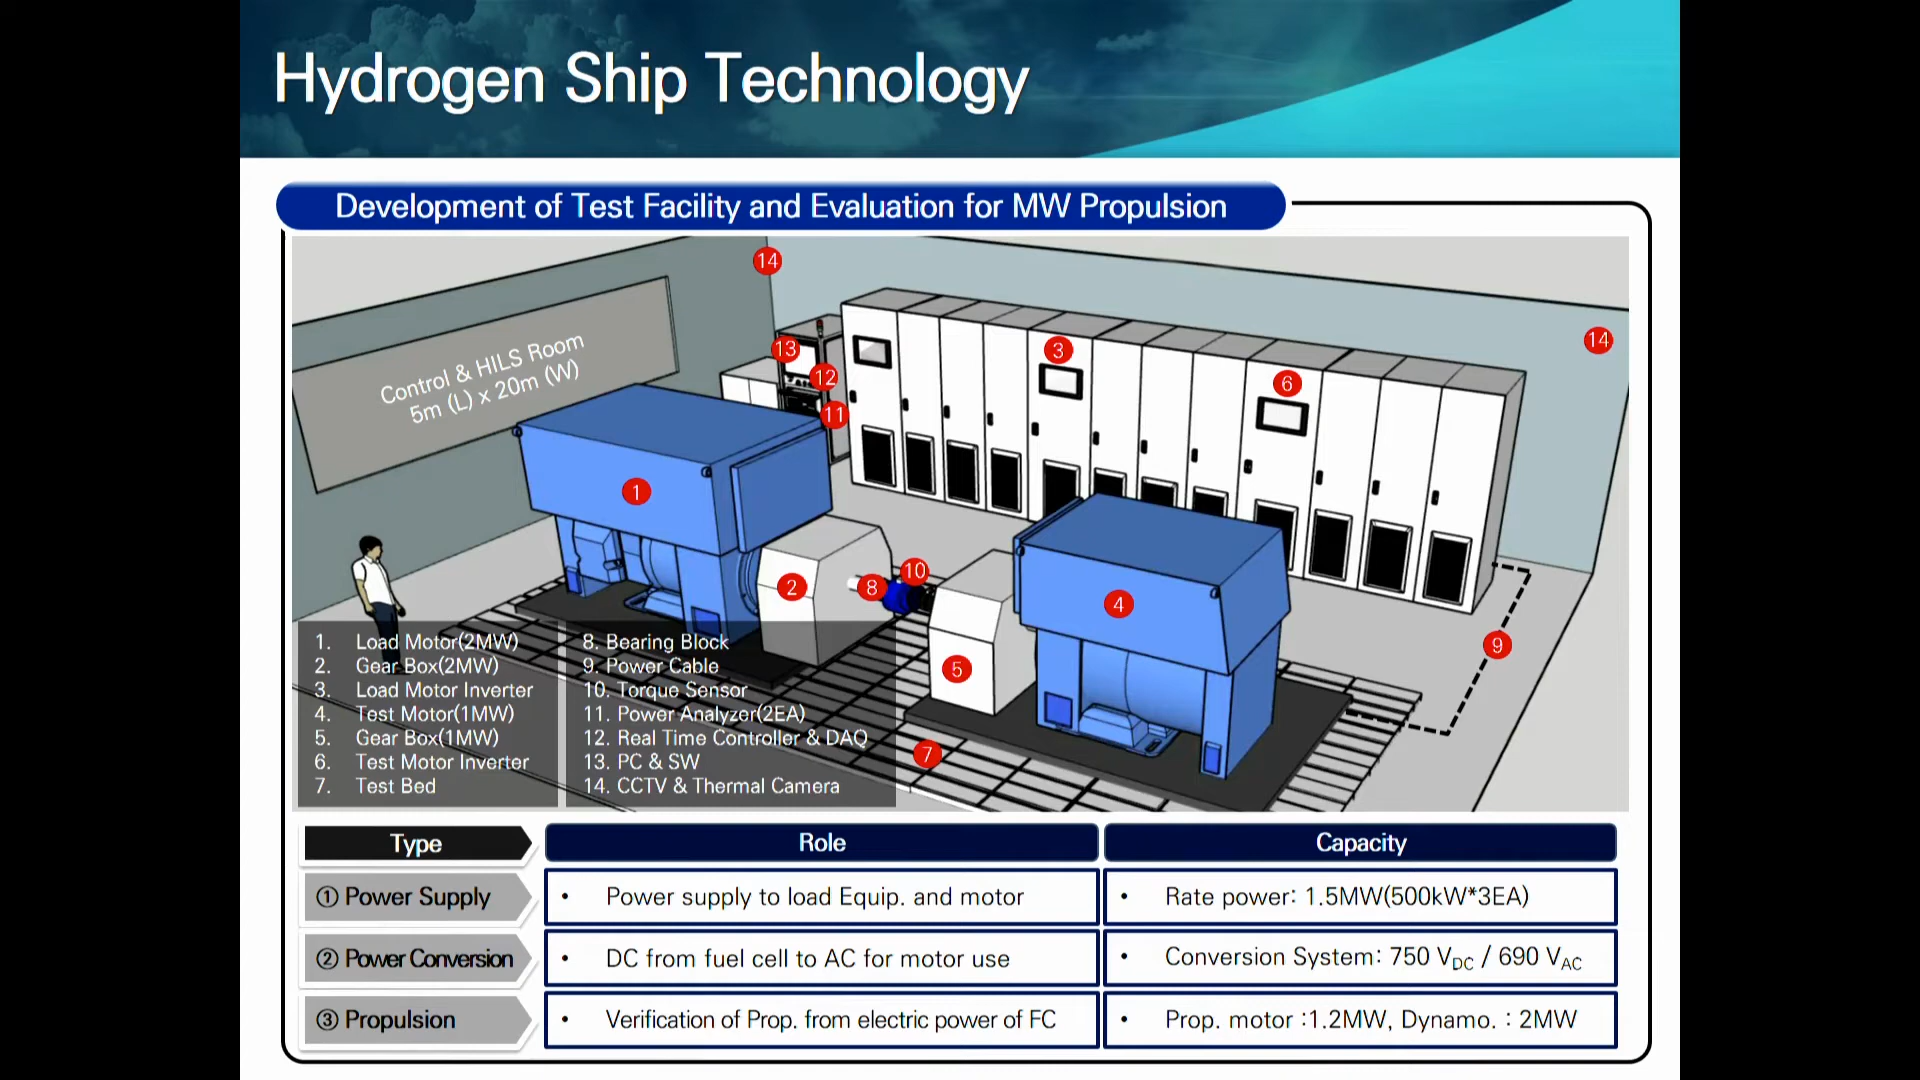 Hydrogen Ship Technology
Development of Test Facility and Evaluation for MW Propulsion
Control & HILS Room
5m (L) x 20m (W)
14
13
12
11
3
6
14
1
2
8
10
4
5
9
7
1. Load Motor(2MW)
2. Gear Box(2MW)
3. Load Motor Inverter
4. Test Motor(1MW)
5. Gear Box(1MW)
6. Test Motor Inverter
7. Test Bed
8. Bearing Block
9. Power Cable
10. Torque Sensor
11. Power Analyzer(2EA)
12. Real Time Controller & DAQ
13. PC & SW
14. CCTV & Thermal Camera
Type Role Capacity
① Power Supply • Power supply to load Equip. and motor • Rate power: 1.5MW(500kW*3EA)
② Power Conversion • DC from fuel cell to AC for motor use • Conversion System: 750 VDC / 690 VAC
③ Propulsion • Verification of Prop. from electric power of FC • Prop. motor :1.2MW, Dynamo. : 2MW